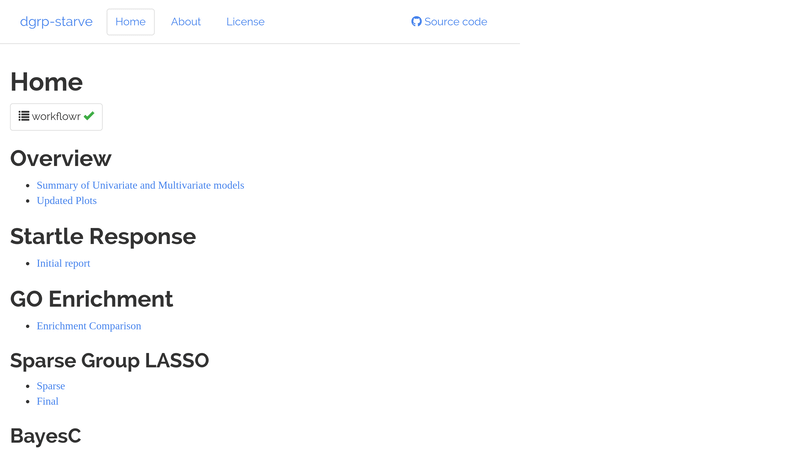 dgrp-starve Home About License Source code
Home
workflowr
Overview
Summary of Univariate and Multivariate models
Updated Plots
Startle Response
Initial report
GO Enrichment
Enrichment Comparison
Sparse Group LASSO
Sparse
Final
BayesC